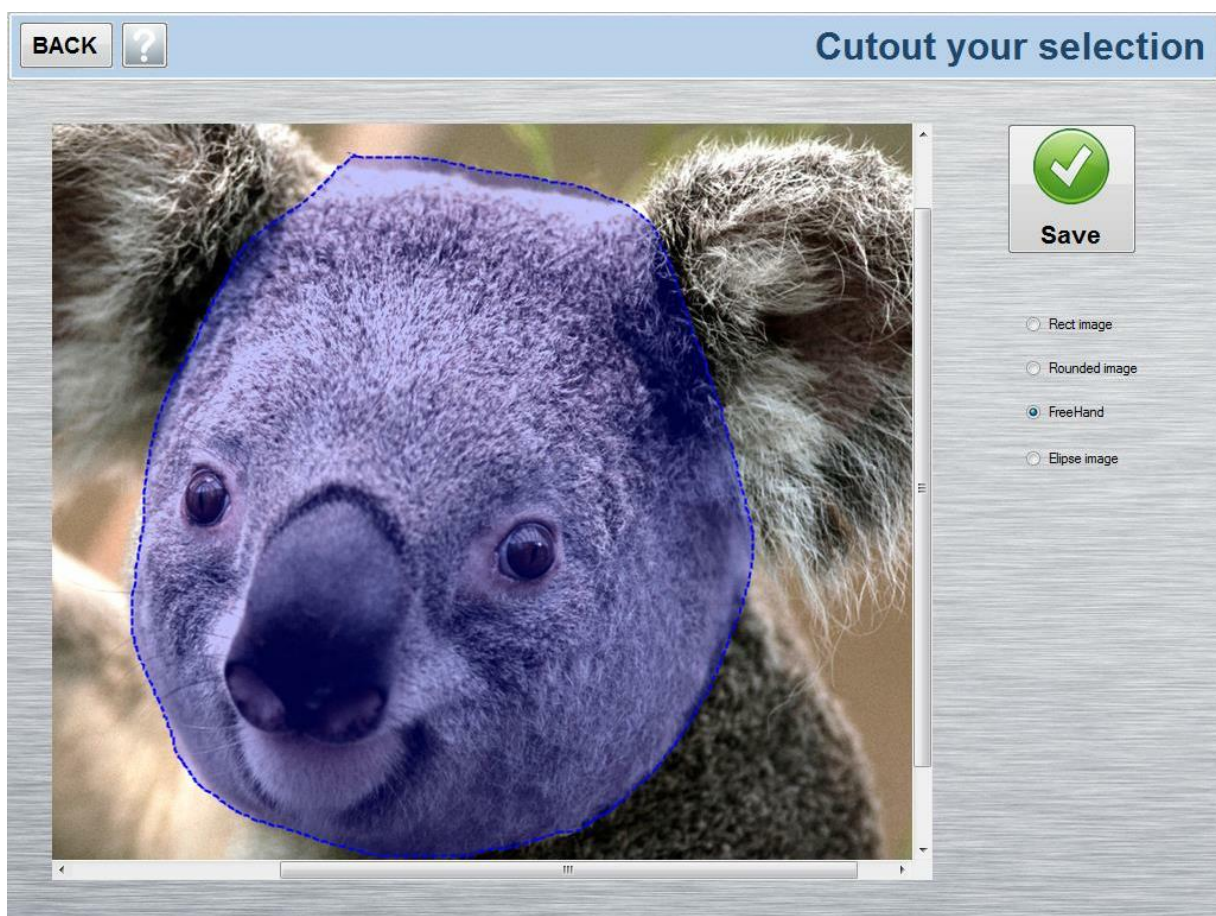 BACK
?
Cutout your selection
Save
Rect image
Rounded image
FreeHand
Elipse image